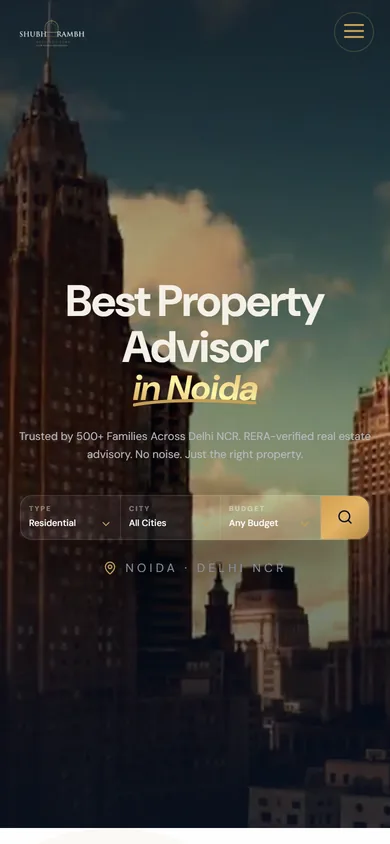 SHUBH RAMBH
Best Property
Advisor
in Noida
Trusted by 500+ Families Across Delhi NCR. RERA-verified real estate
advisory. No noise. Just the right property.
TYPE CITY BUDGET
Residential All Cities Any Budget
NOIDA · DELHI NCR